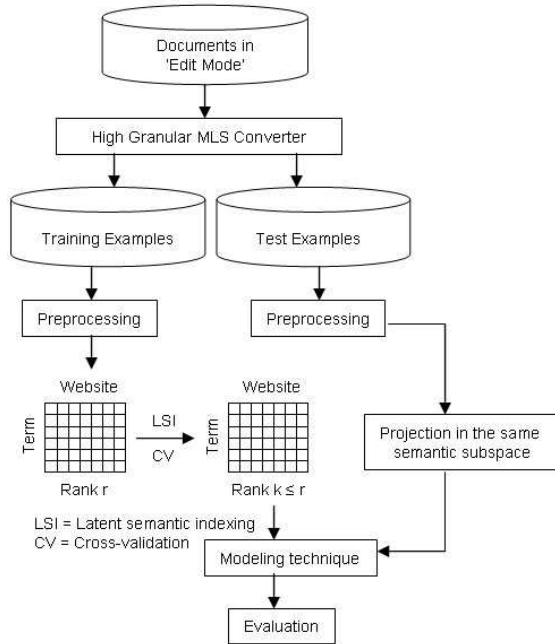 Documents in
'Edit Mode'
High Granular MLS Converter
Training Examples
Test Examples
Preprocessing
Preprocessing
Website
Term
Rank r
LSI
CV
Website
Term
Rank k ≤ r
Projection in the same
semantic subspace
LSI = Latent semantic indexing
CV = Cross-validation
Modeling technique
Evaluation